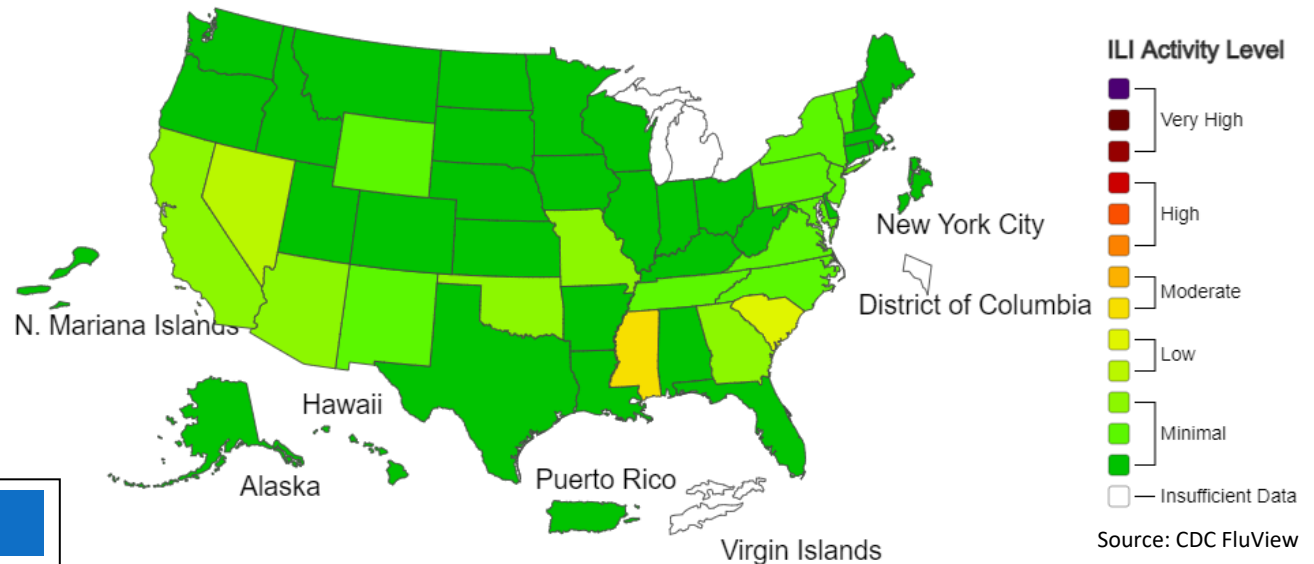 ILI Activity Level
Very High
High
Moderate
Low
Minimal
Insufficient Data
New York City
District of Columbia
N. Mariana Islands
Hawaii
Alaska
Puerto Rico
Virgin Islands
Source: CDC FluView